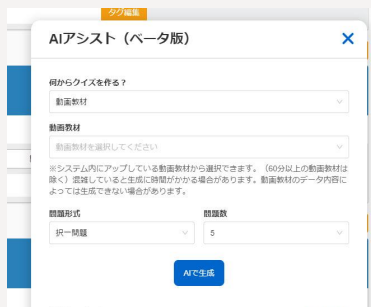 タグ編集
AIアシスト（ベータ版）
何からクイズを作る？
動画教材
動画教材
動画教材を選択してください
※システム内にアップしている動画教材から選択できます。（60分以上の動画教材は
除く）混雑していると生成に時間がかかる場合があります。動画教材のデータ内容に
よっては生成できない場合があります。
問題形式 問題数
択一問題 5
AIで生成